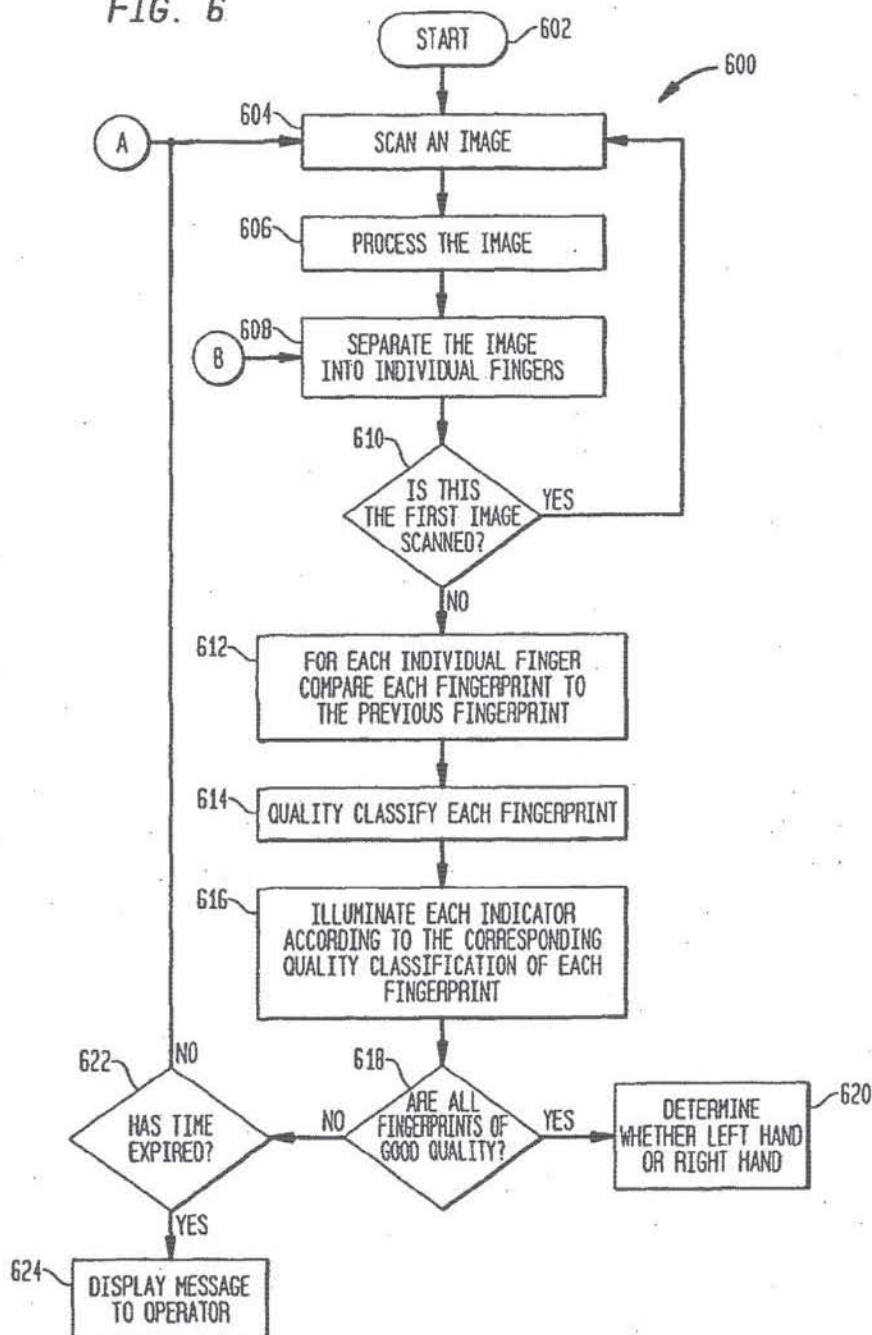 FIG. 6
START
602
600
604
A
SCAN AN IMAGE
606
PROCESS THE IMAGE
608
B
SEPARATE THE IMAGE
INTO INDIVIDUAL FINGERS
610
IS THIS
THE FIRST IMAGE
SCANNED?
YES
NO
612
FOR EACH INDIVIDUAL FINGER
COMPARE EACH FINGERPRINT TO
THE PREVIOUS FINGERPRINT
614
QUALITY CLASSIFY EACH FINGERPRINT
616
ILLUMINATE EACH INDICATOR
ACCORDING TO THE CORRESPONDING
QUALITY CLASSIFICATION OF EACH
FINGERPRINT
618
ARE ALL
FINGERPRINTS OF
GOOD QUALITY?
YES
NO
620
DETERMINE
WHETHER LEFT HAND
OR RIGHT HAND
622
NO
HAS TIME
EXPIRED?
YES
624
DISPLAY MESSAGE
TO OPERATOR